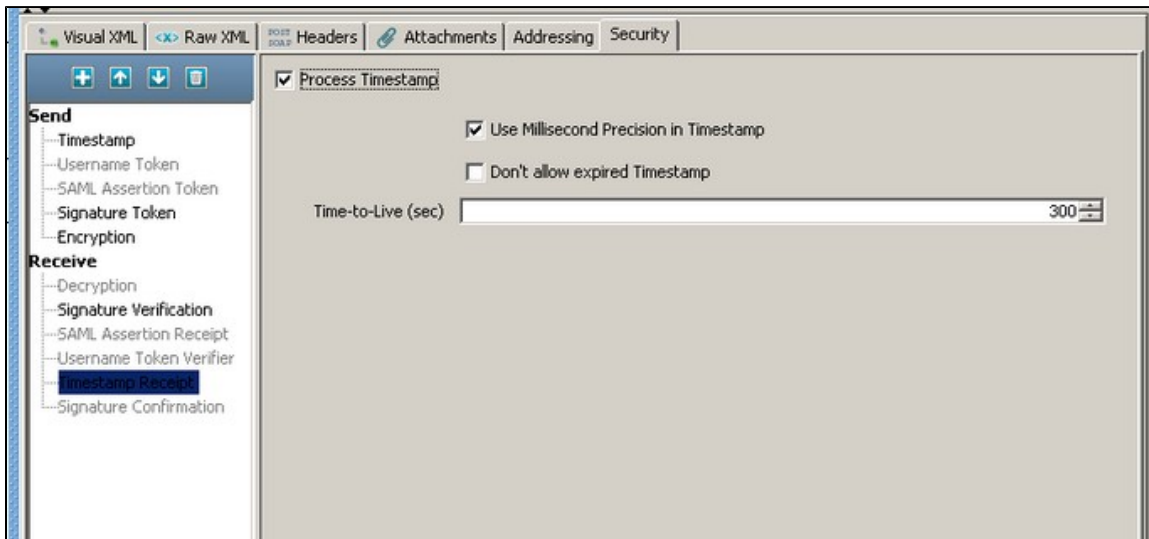 Visual XML <x> Raw XML POST SOAP Headers Attachments Addressing Security
Process Timestamp
Send
Timestamp
Use Millisecond Precision in Timestamp
Username Token
Don't allow expired Timestamp
SAML Assertion Token
Signature Token
Time-to-Live (sec) 300
Encryption
Receive
Decryption
Signature Verification
SAML Assertion Receipt
Username Token Verifier
Timestamp Receipt
Signature Confirmation